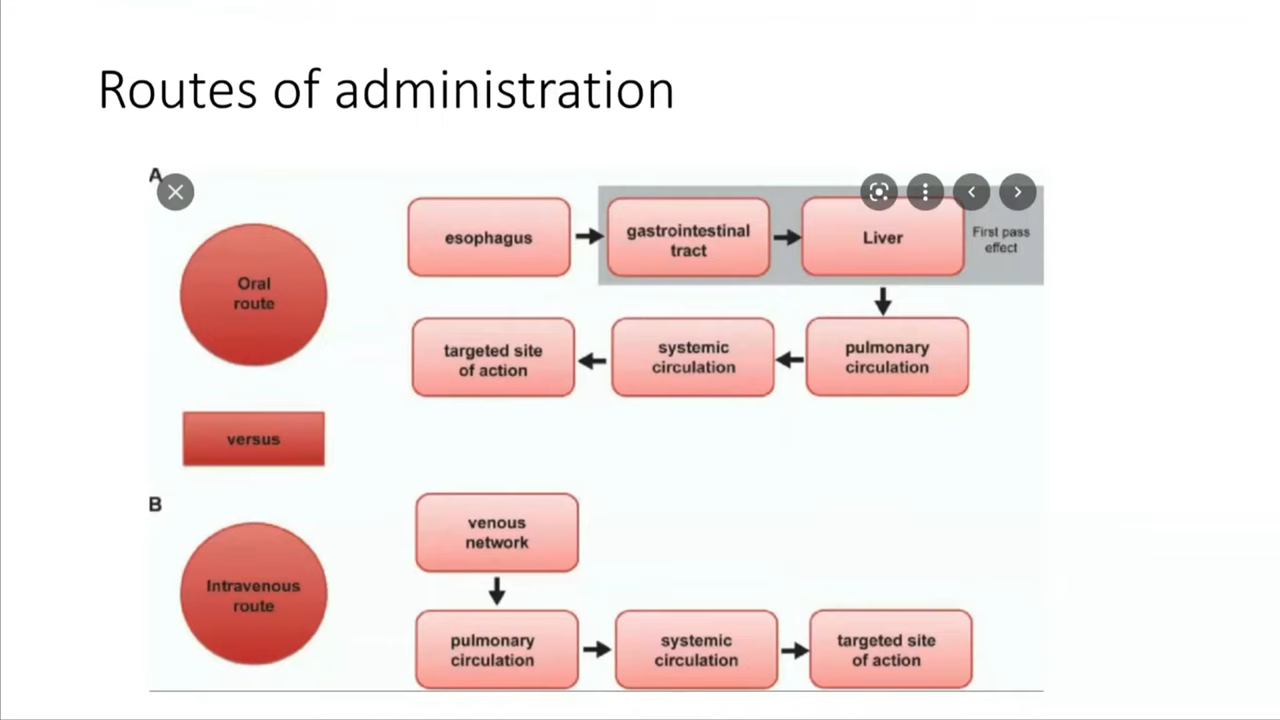 Routes of administration
A
Oral
route
esophagus
gastrointestinal
tract
Liver
First pass
effect
targeted site
of action
systemic
circulation
pulmonary
circulation
versus
B
Intravenous
route
venous
network
pulmonary
circulation
systemic
circulation
targeted site
of action